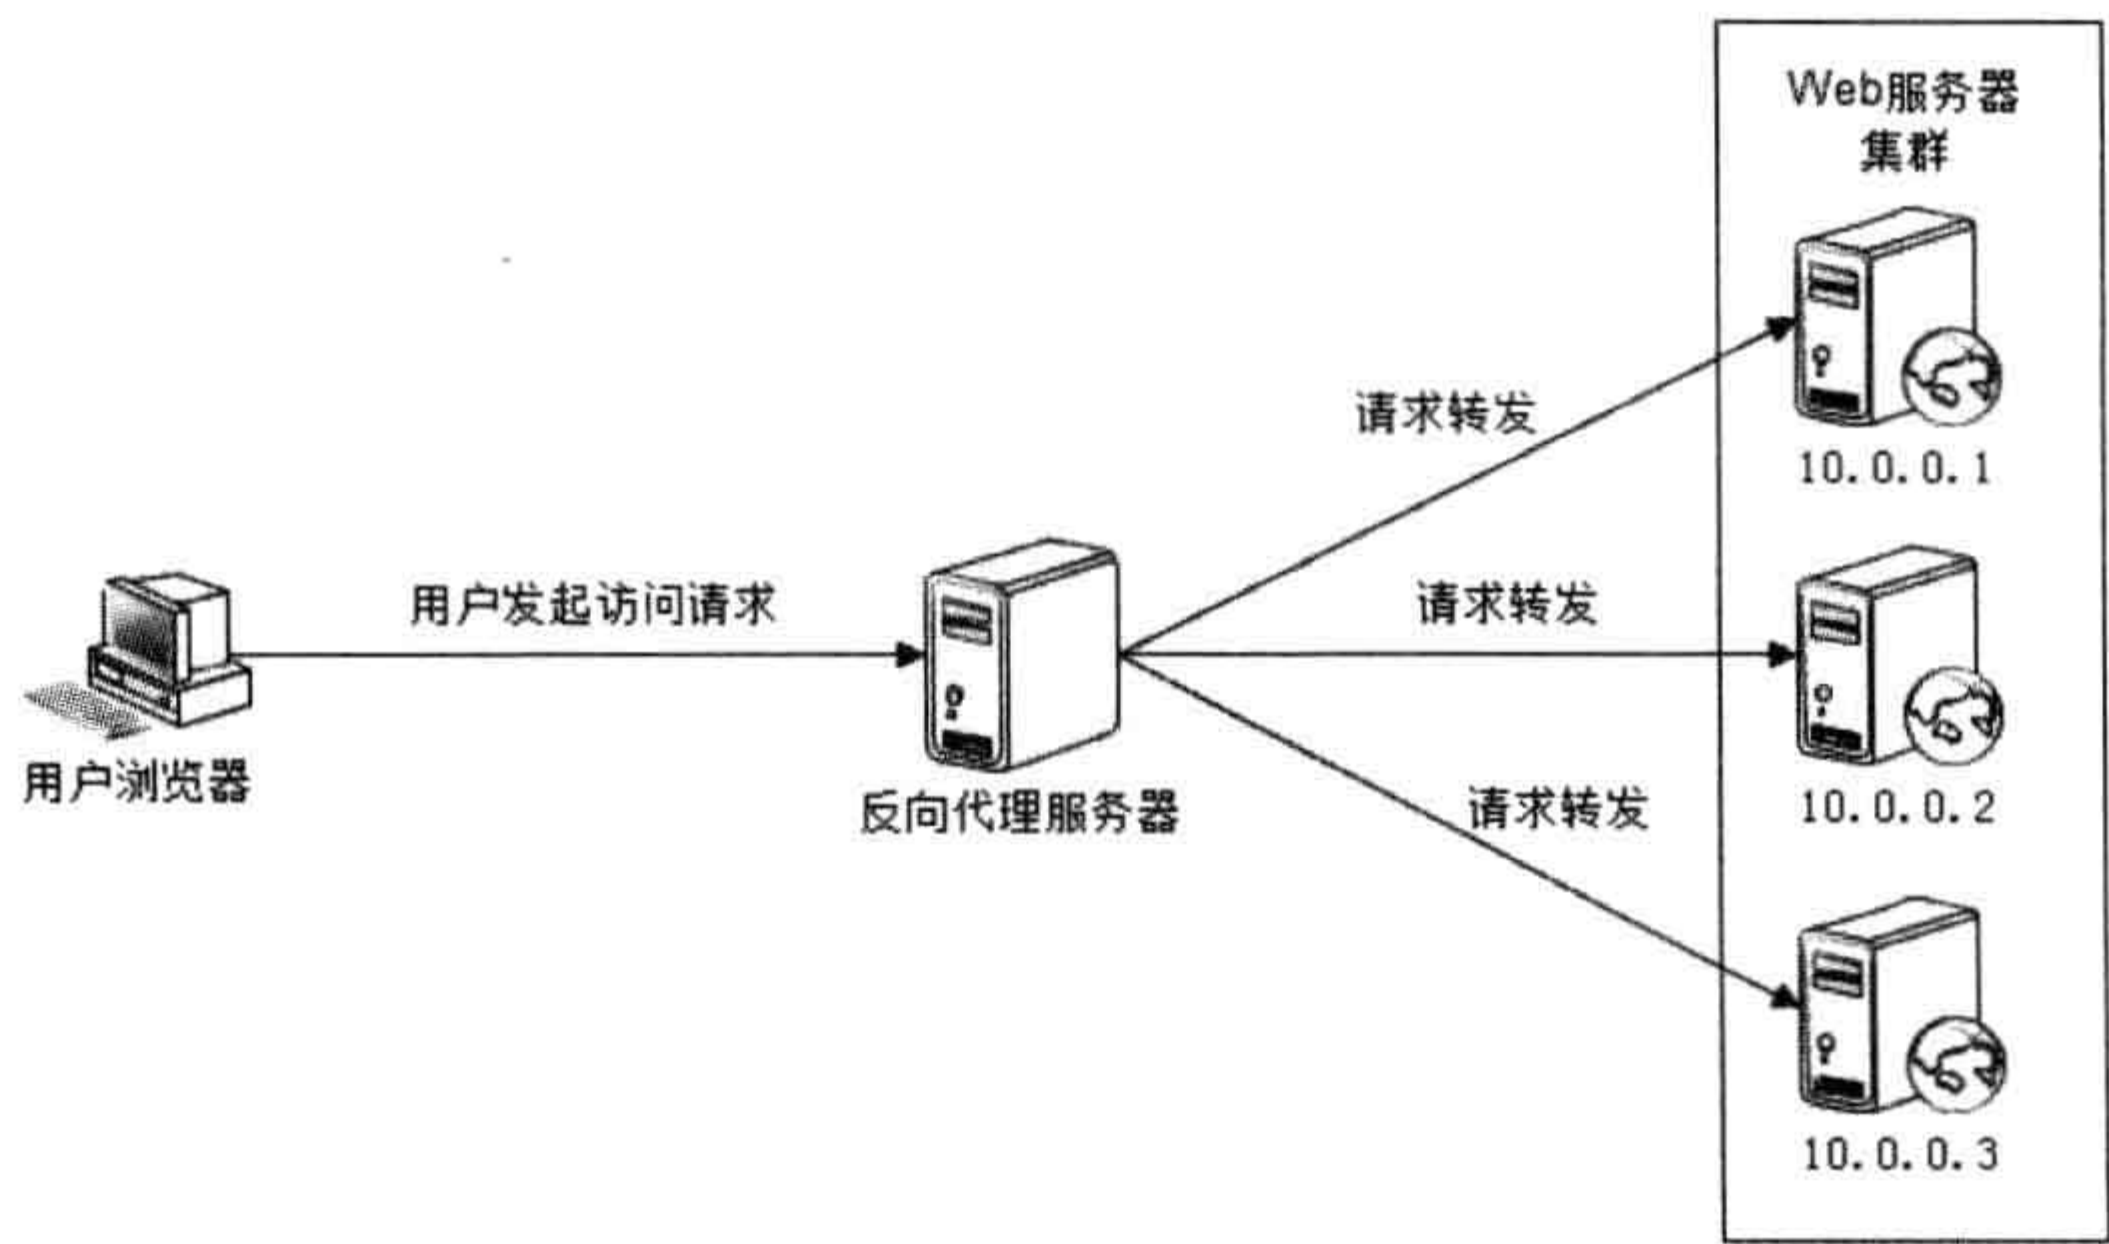 Web服务器
集群
请求转发
10.0.0.1
用户发起访问请求
请求转发
用户浏览器
反向代理服务器
请求转发
10.0.0.2
10.0.0.3